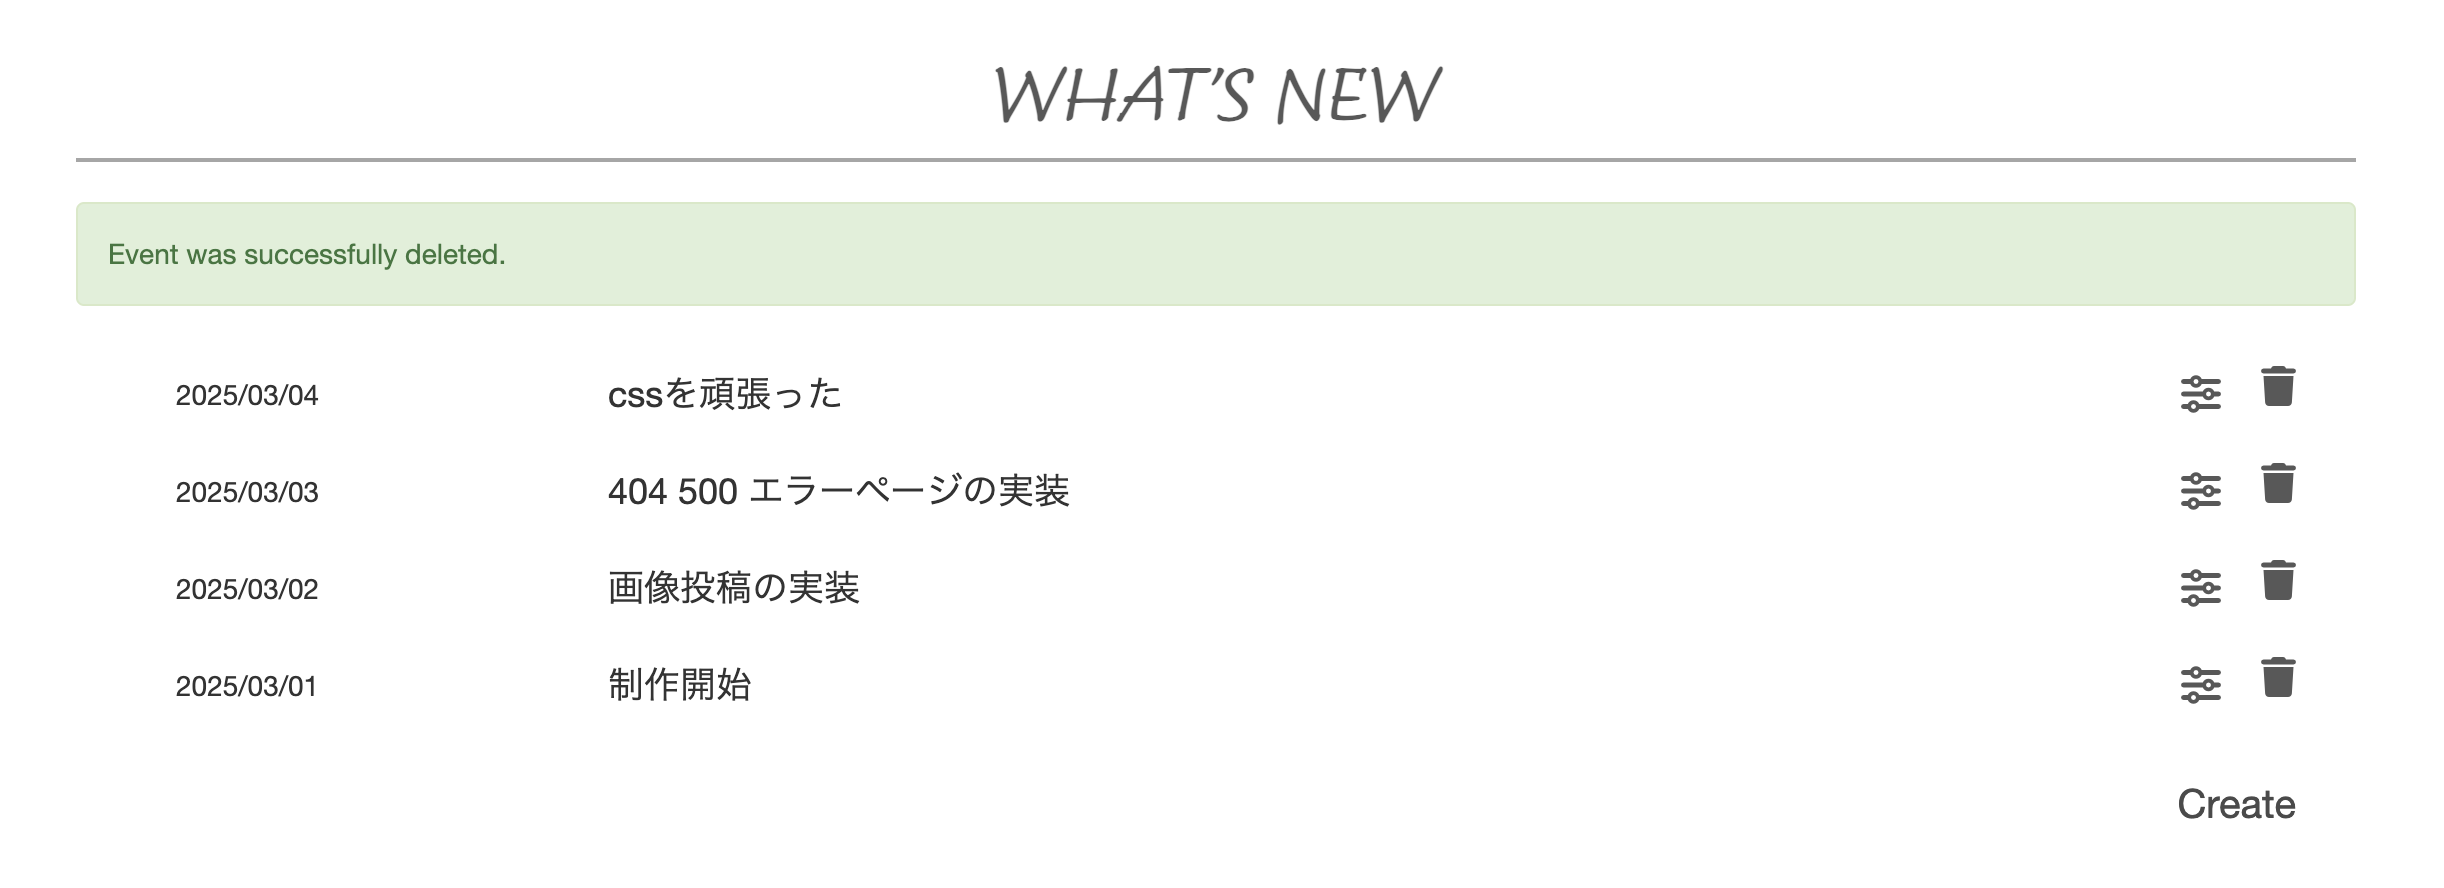 WHAT'S NEW
Event was successfully deleted.
2025/03/04 cssを頑張った
2025/03/03 404 500 エラーページの実装
2025/03/02 画像投稿の実装
2025/03/01 制作開始
Create